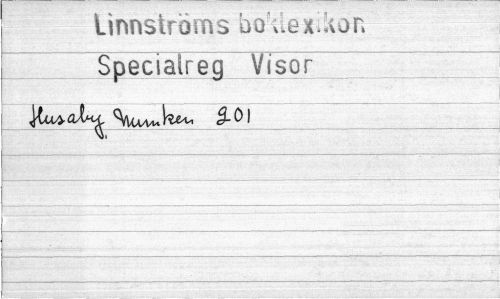 Linnströms boklexikon
Specialreg Visor
Husaby, Munken 201